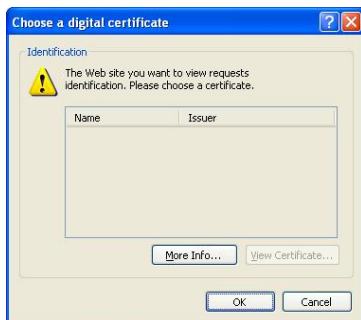 Choose a digital certificate
Identification
The Web site you want to view requests
identification. Please choose a certificate.
Name Issuer
More Info... View Certificate...
OK Cancel